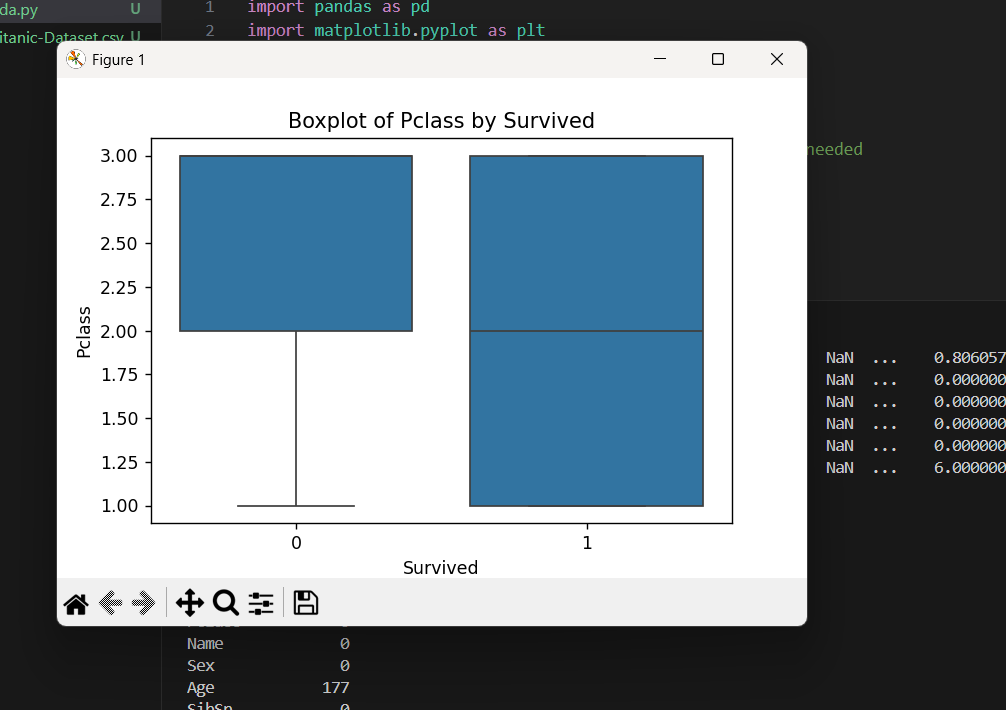 da.py U
1 import pandas as pd
itanic-Dataset.csv U
2 import matplotlib.pyplot as plt
Figure 1
Boxplot of Pclass by Survived
needed
3.00
2.75
2.50
2.25
2.00
1.75
1.50
1.25
1.00
Pclass
0 1
Survived
NaN ... 0.806057
NaN ... 0.000000
NaN ... 0.000000
NaN ... 0.000000
NaN ... 0.000000
NaN ... 6.000000
Name 0
Sex 0
Age 177
SibSp 0